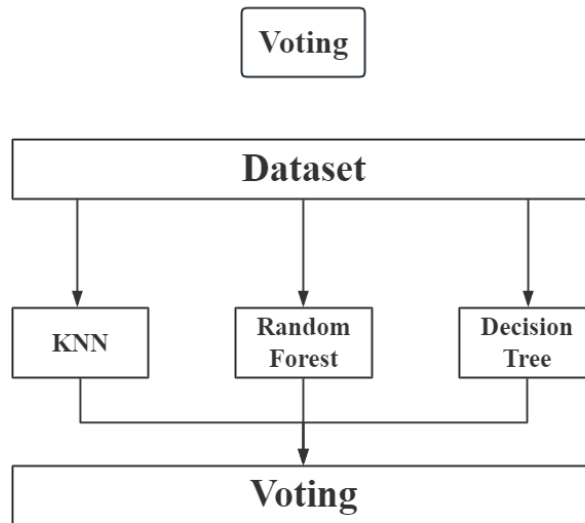 Voting
Dataset
KNN
Random
Forest
Decision
Tree
Voting